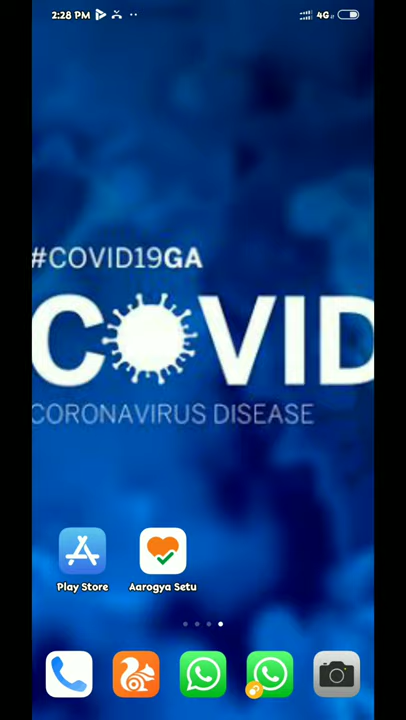 2:28 PM
4G
#COVID19GA
COVID
CORONAVIRUS DISEASE
Play Store
Aarogya Setu